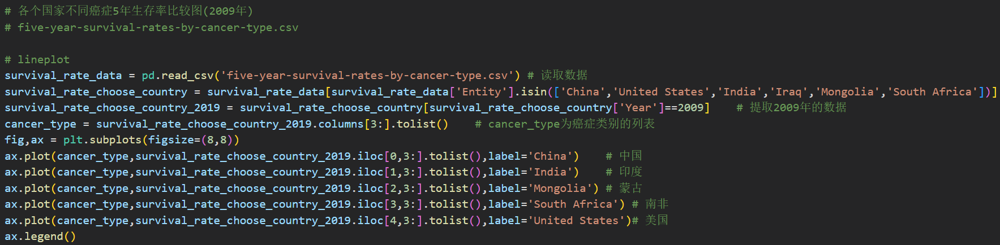 # 各个国家不同癌症5年生存率比较图(2009年)
# five-year-survival-rates-by-cancer-type.csv
# lineplot
survival_rate_data = pd.read_csv('five-year-survival-rates-by-cancer-type.csv') # 读取数据
survival_rate_choose_country = survival_rate_data[survival_rate_data['Entity'].isin(['China','United States','India','Iraq','Mongolia','South Africa'])]
survival_rate_choose_country_2019 = survival_rate_choose_country[survival_rate_choose_country['Year']==2009]    # 提取2009年的数据
cancer_type = survival_rate_choose_country_2019.columns[3:].tolist()    # cancer_type为癌症类别的列表
fig,ax = plt.subplots(figsize=(8,8))
ax.plot(cancer_type,survival_rate_choose_country_2019.iloc[0,3:].tolist(),label='China')    # 中国
ax.plot(cancer_type,survival_rate_choose_country_2019.iloc[1,3:].tolist(),label='India')    # 印度
ax.plot(cancer_type,survival_rate_choose_country_2019.iloc[2,3:].tolist(),label='Mongolia') # 蒙古
ax.plot(cancer_type,survival_rate_choose_country_2019.iloc[3,3:].tolist(),label='South Africa') # 南非
ax.plot(cancer_type,survival_rate_choose_country_2019.iloc[4,3:].tolist(),label='United States')# 美国
ax.legend()